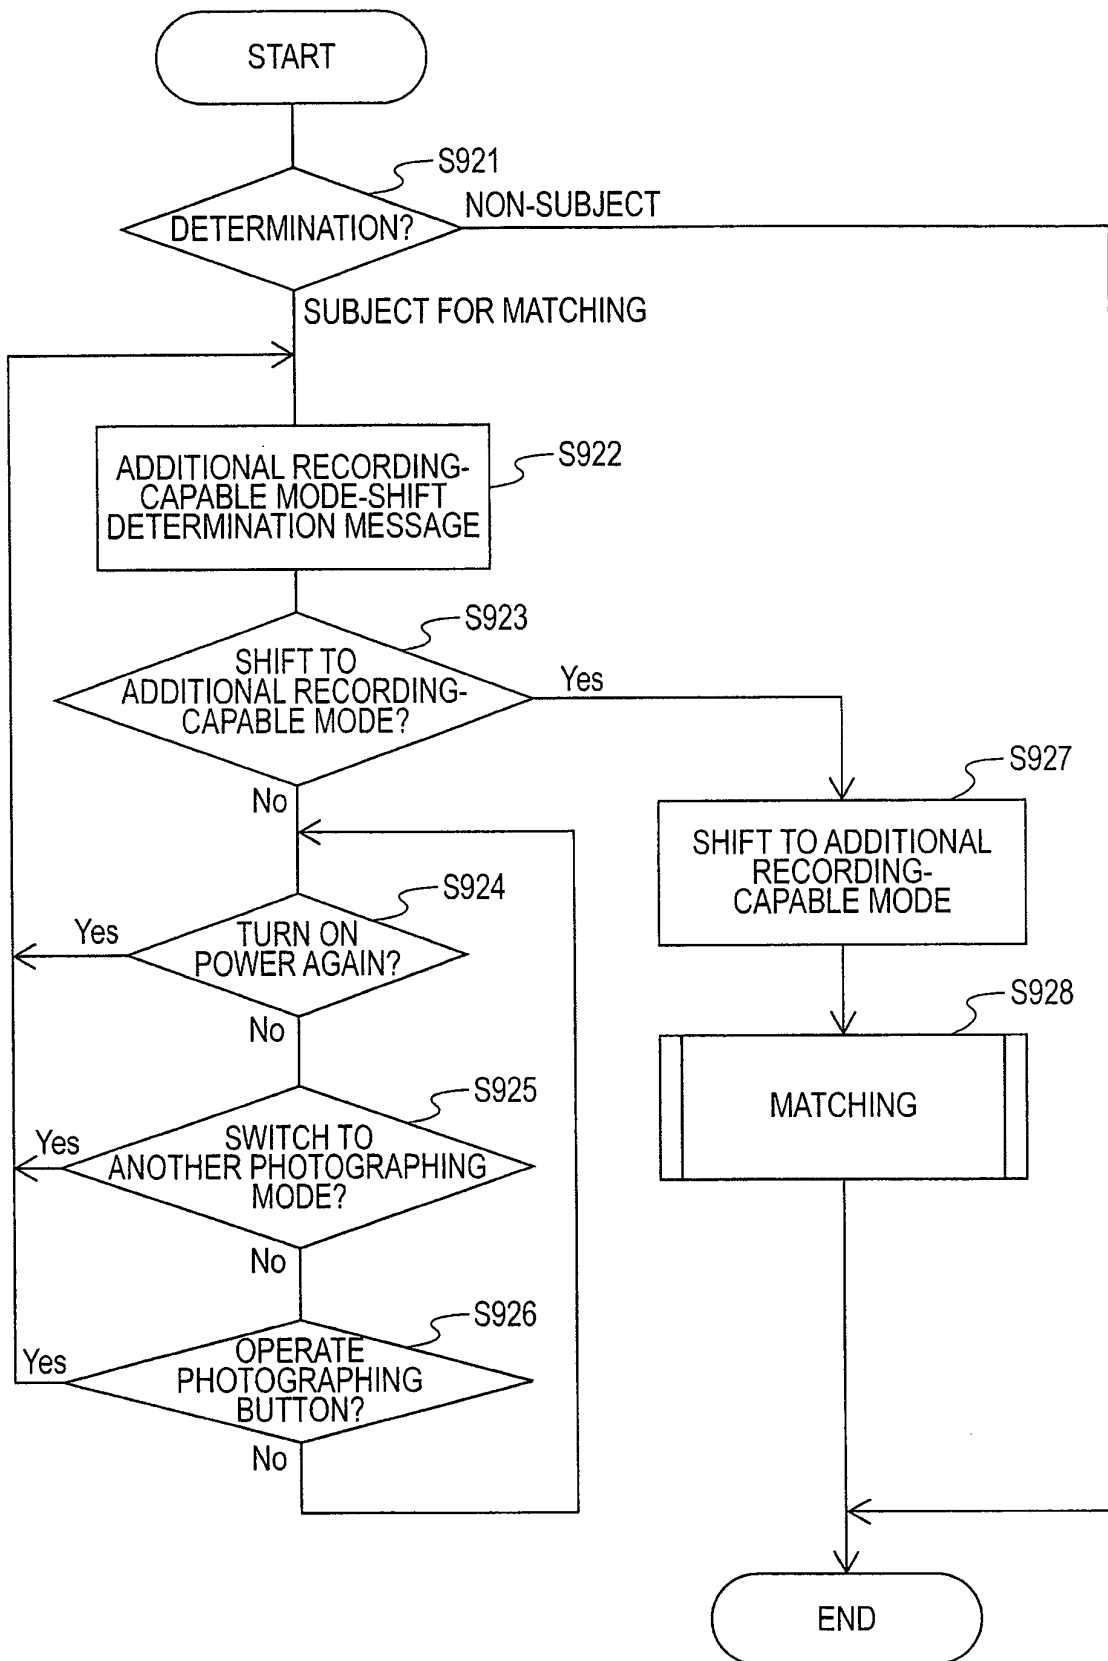 START
S921
DETERMINATION?
NON-SUBJECT
SUBJECT FOR MATCHING
S922
ADDITIONAL RECORDING-
CAPABLE MODE-SHIFT
DETERMINATION MESSAGE
S923
SHIFT TO
ADDITIONAL RECORDING-
CAPABLE MODE?
Yes
No
S927
SHIFT TO ADDITIONAL
RECORDING-
CAPABLE MODE
S924
TURN ON
POWER AGAIN?
Yes
No
S928
MATCHING
S925
SWITCH TO
ANOTHER PHOTOGRAPHING
MODE?
Yes
No
S926
OPERATE
PHOTOGRAPHING
BUTTON?
Yes
No
END